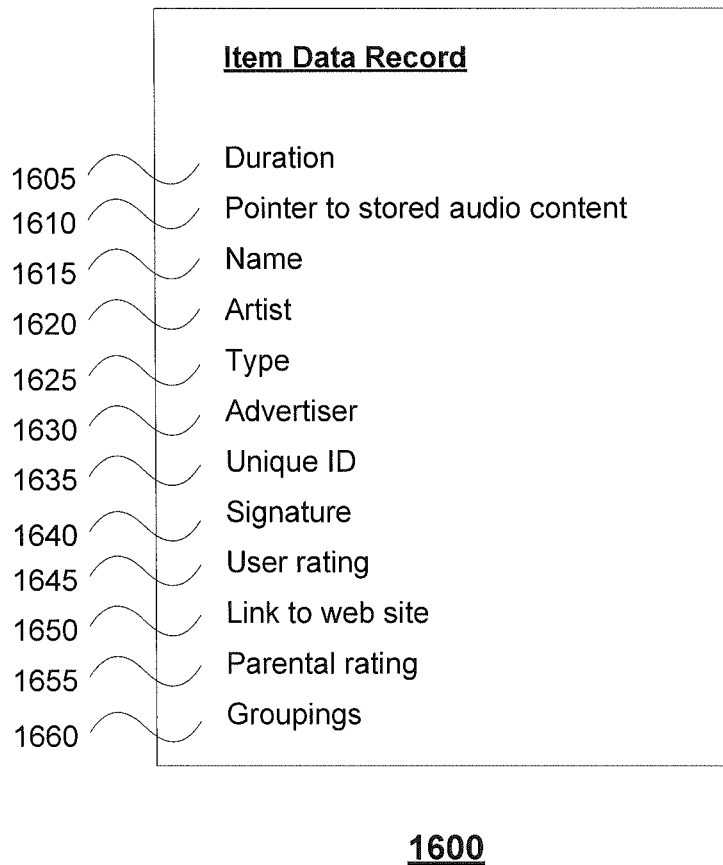 Item Data Record
1605 Duration
1610 Pointer to stored audio content
1615 Name
1620 Artist
1625 Type
1630 Advertiser
1635 Unique ID
1640 Signature
1645 User rating
1650 Link to web site
1655 Parental rating
1660 Groupings
1600